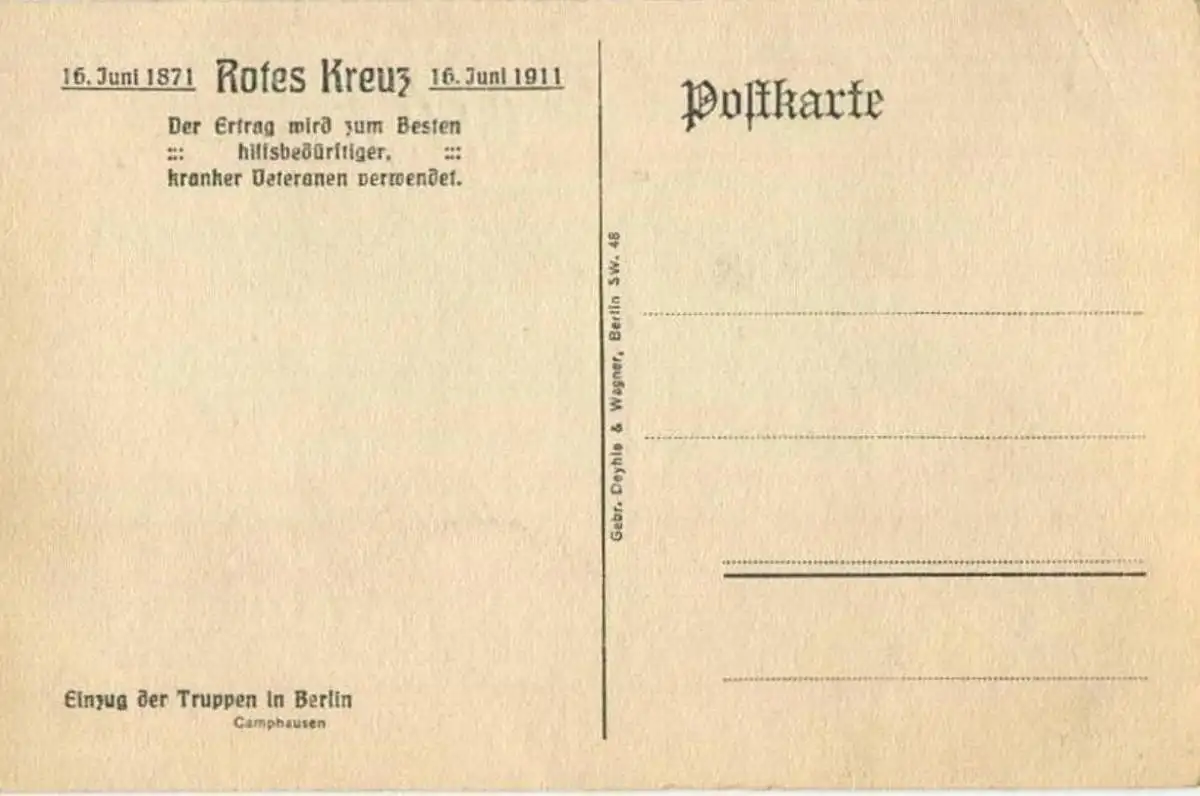 16. Juni 1871 Rotes Kreuz 16. Juni 1911
Der Ertrag wird zum Besten
::: hilfsbedürftiger, :::
kranker Veteranen verwendet.
Postkarte
Gebr. Deyhle & Wagner, Berlin SW. 48
Einzug der Truppen in Berlin
Camphausen